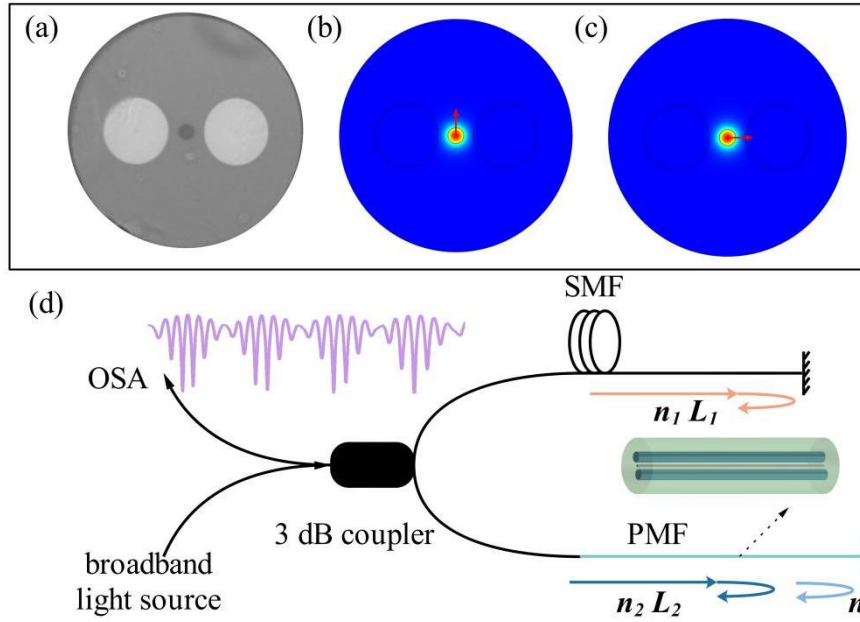 (a)
(b)
(c)
(d)
SMF
OSA
n₁ L₁
3 dB coupler
PMF
broadband
light source
n₂ L₂
n